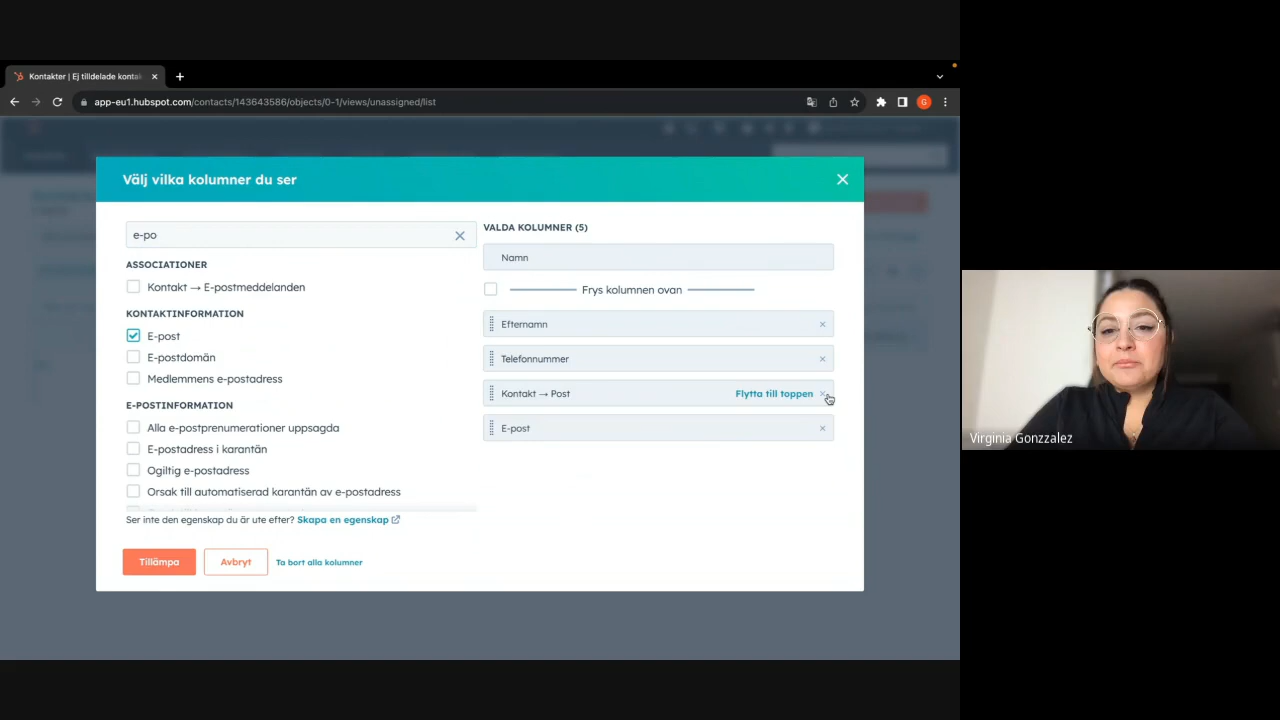 Kontakter | Ej tilldelade kontak
app-eu1.hubspot.com/contacts/143643586/objects/0-1/views/unassigned/list
G
Välj vilka kolumner du ser
e-po
ASSOCIATIONER
Kontakt → E-postmeddelanden
KONTAKTINFORMATION
E-post
E-postdomän
Medlemmens e-postadress
E-POSTINFORMATION
Alla e-postprenumerationer uppsagda
E-postadress i karantän
Ogiltig e-postadress
Orsak till automatiserad karantän av e-postadress
Ser inte den egenskap du är ute efter? Skapa en egenskap
Tillämpa
Avbryt
Ta bort alla kolumner
VALDA KOLUMNER (5)
Namn
Frys kolumnen ovan
Efternamn
Telefonnummer
Kontakt → Post
Flytta till toppen
E-post
Virginia Gonzzalez